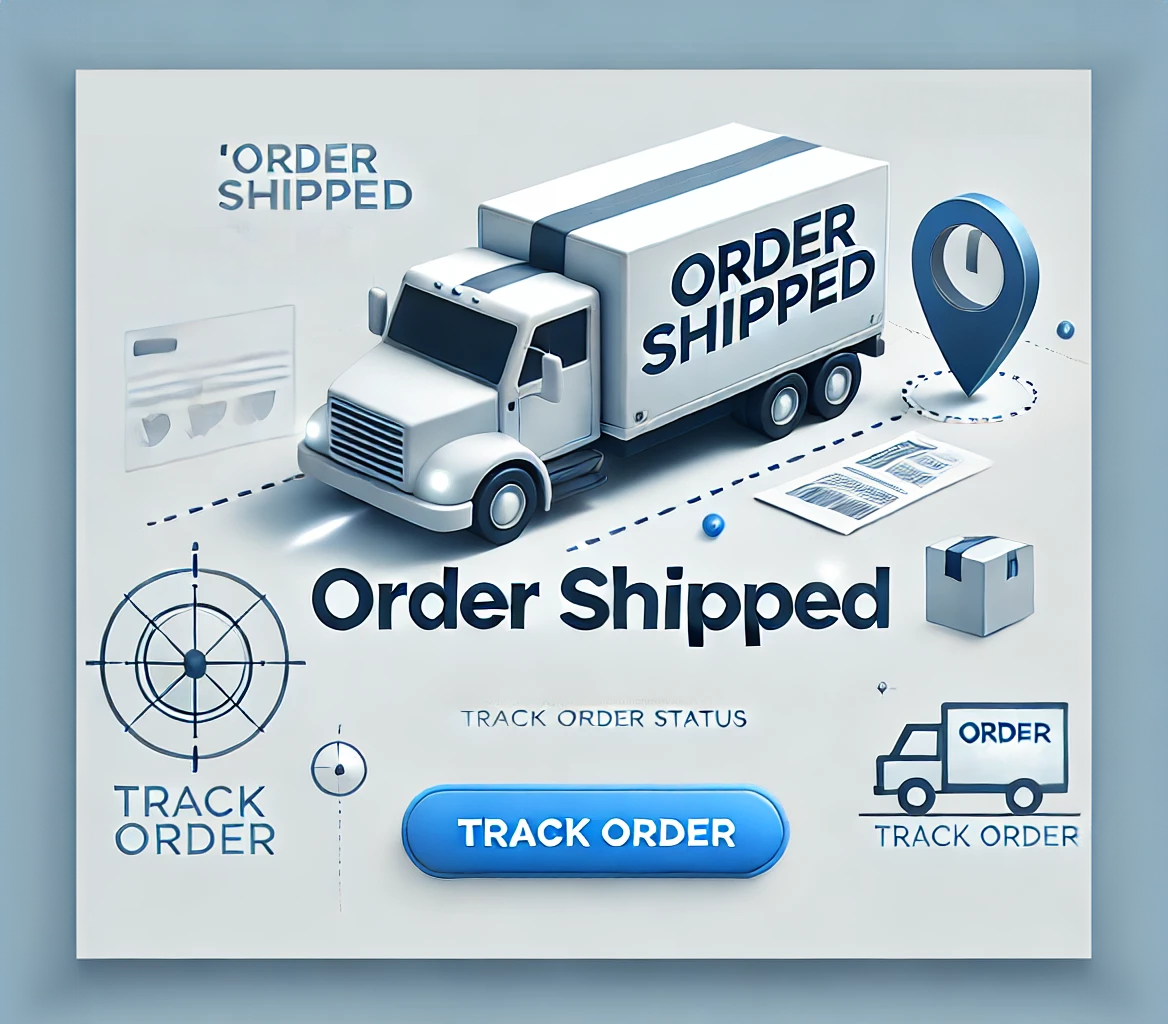 'ORDER
SHIPPED
ORDER
SHIPPED
Order Shipped
TRACK ORDER STATUS
ORDER
TRACK ORDER
TRACK
ORDER
TRACK ORDER